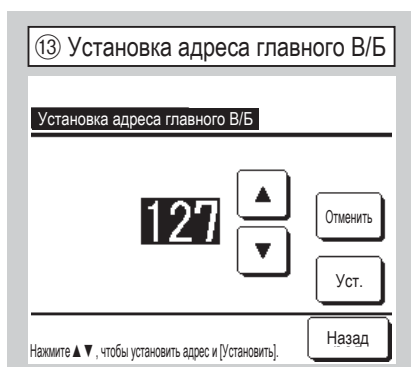 ⑬ Установка адреса главного В/Б
Установка адреса главного В/Б
127
▲
▼
Отменить
Уст.
Назад
Нажмите ▲ ▼ , чтобы установить адрес и [Установить].